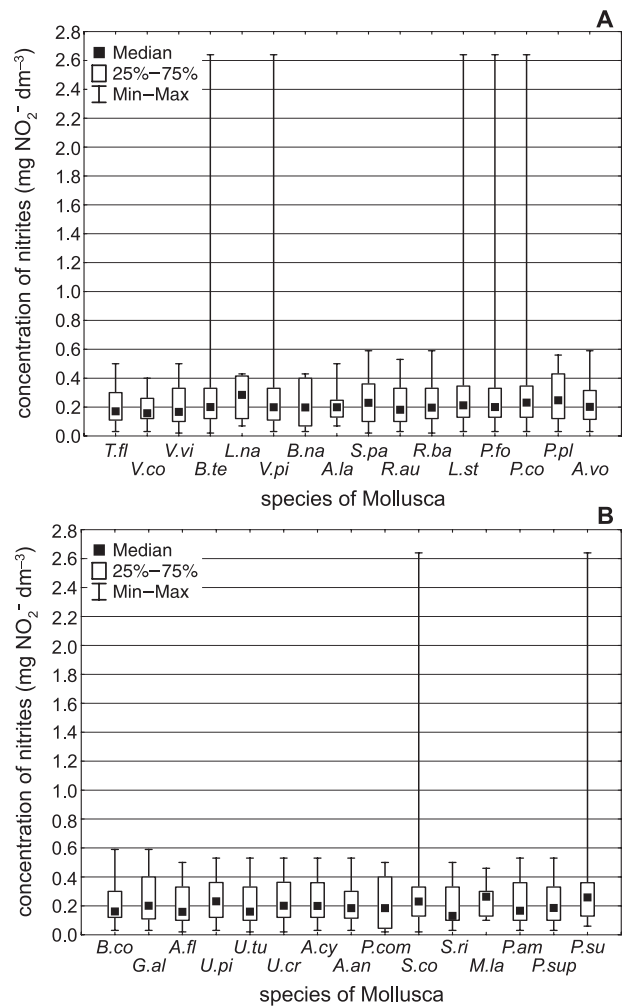 A
concentration of nitrites (mg NO₂⁻ dm⁻³)
2.8
2.6
2.4
2.2
2.0
1.8
1.6
1.4
1.2
1.0
0.8
0.6
0.4
0.2
0.0
Median
25%–75%
Min–Max
T.fl V.vi L.na B.na S.pa R.ba P.fo P.pl
V.co B.te V.pi A.la R.au L.st P.co A.vo
species of Mollusca
B
concentration of nitrites (mg NO₂⁻ dm⁻³)
2.8
2.6
2.4
2.2
2.0
1.8
1.6
1.4
1.2
1.0
0.8
0.6
0.4
0.2
0.0
Median
25%–75%
Min–Max
B.co A.fl U.tu A.cy P.com S.ri P.am P.su
G.al U.pi U.cr A.an S.co M.la P.sup
species of Mollusca